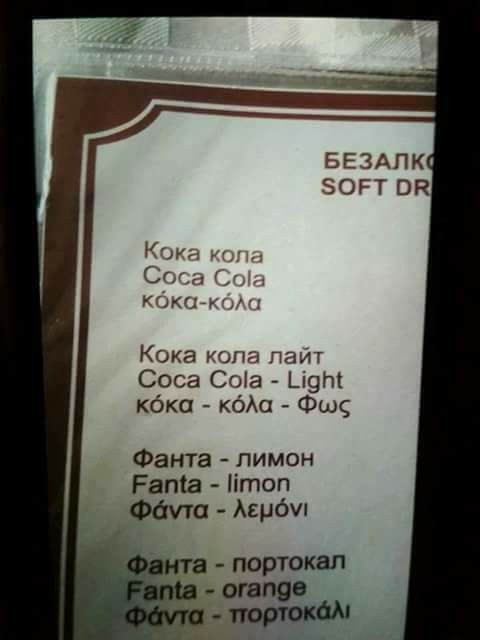 БЕЗАЛКО
SOFT DR
Кока кола
Coca Cola
κόκα-κόλα
Кока кола лайт
Coca Cola - Light
κόκα - κόλα - Φως
Фанта - лимон
Fanta - limon
Φάντα - λεμόνι
Фанта - портокал
Fanta - orange
Φάντα - πορτοκάλι